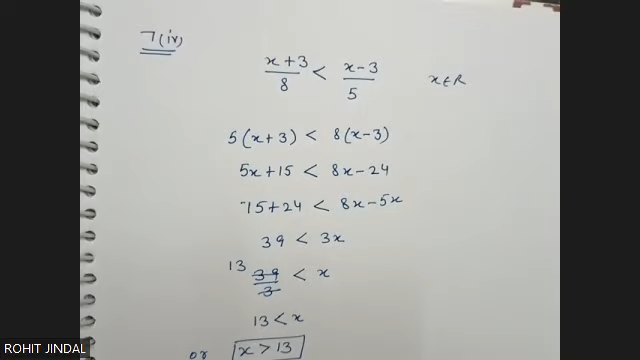 7(iv)
x+3/8 < x-3/5 x∈R
5(x+3) < 8(x-3)
5x+15 < 8x-24
15+24 < 8x-5x
39 < 3x
13 39/3 < x
13 < x
or x > 13
ROHIT JINDAL